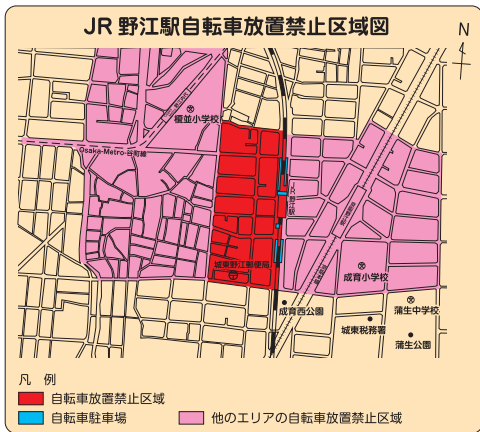 JR 野江駅自転車放置禁止区域図
N
榎並小学校
Osaka-Metro-谷町線
JR野江駅
城東野江郵便局
成育小学校
成育西公園
蒲生中学校
城東税務署
蒲生公園
凡 例
自転車放置禁止区域
自転車駐車場
他のエリアの自転車放置禁止区域